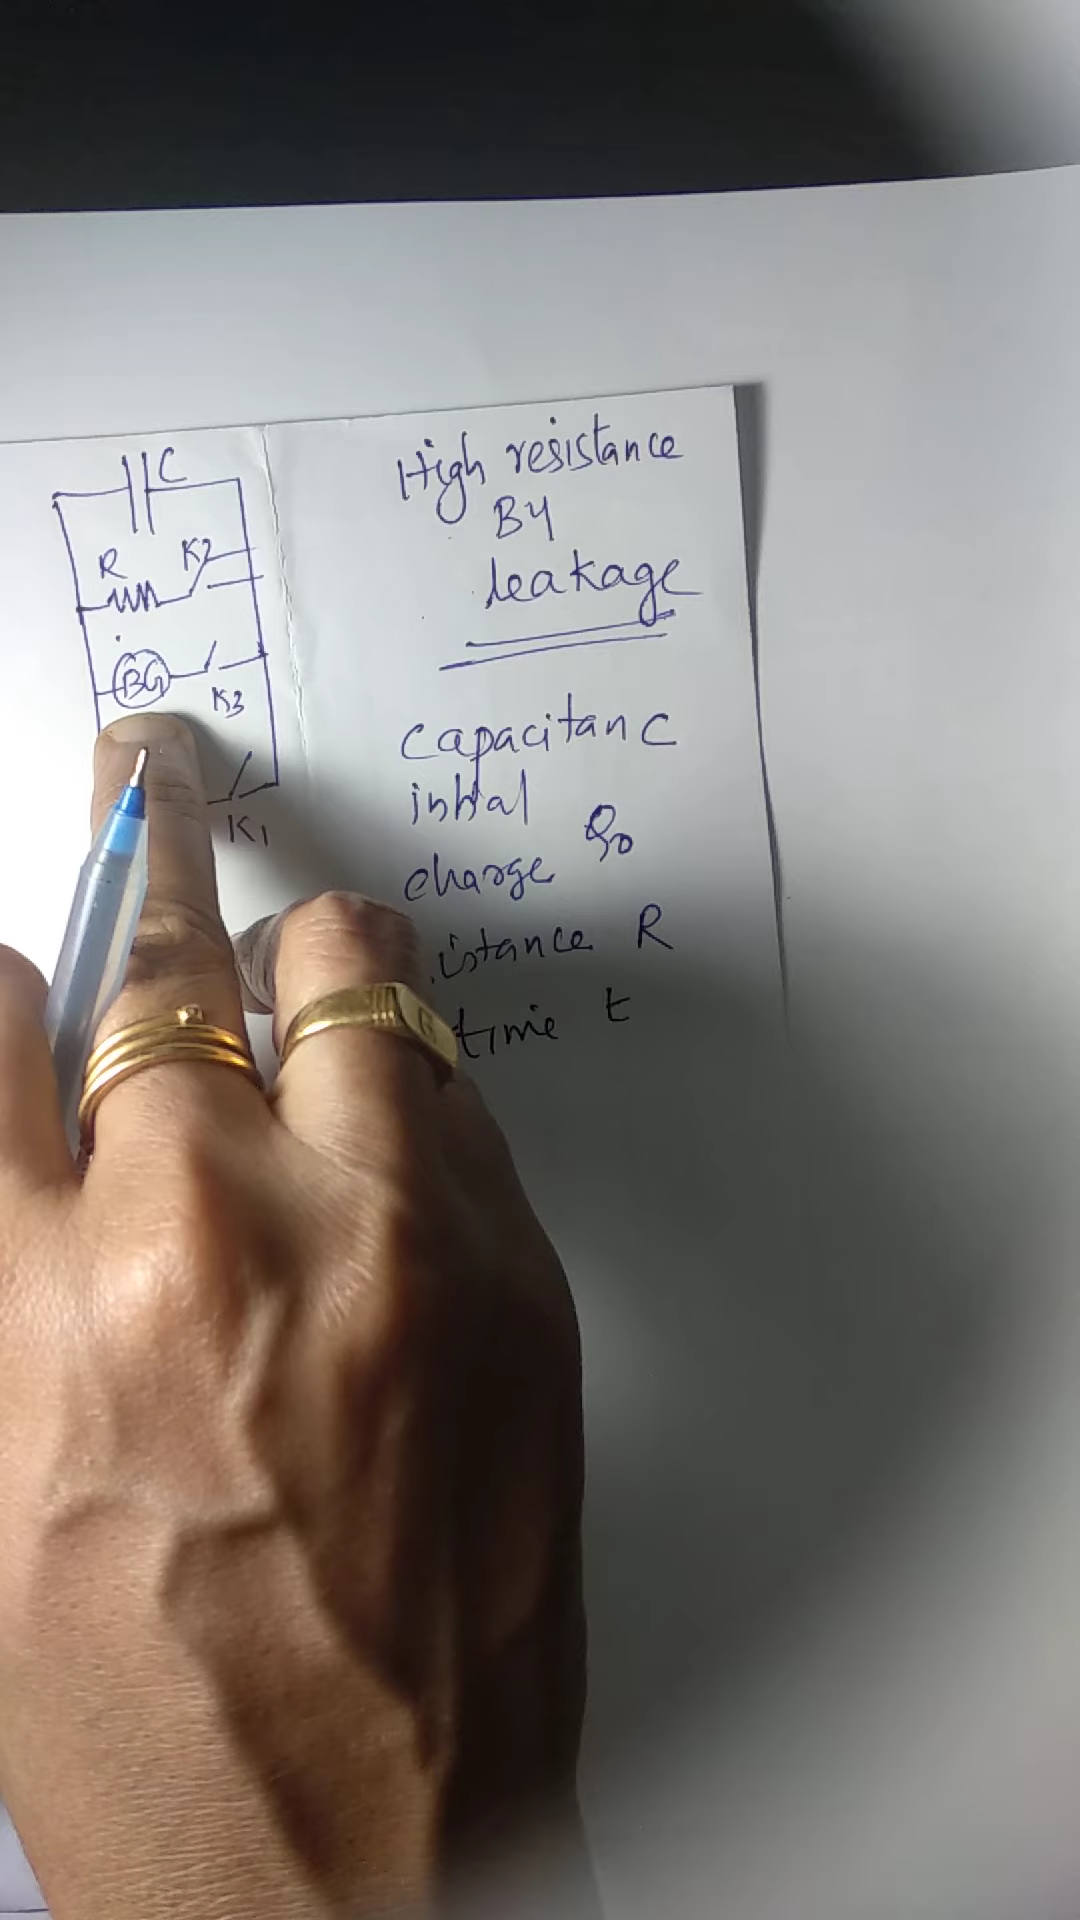 C
R K2
BG
K3
K1
High resistance
By
leakage
Capacitanc
inital
charge Q0
istance R
time t